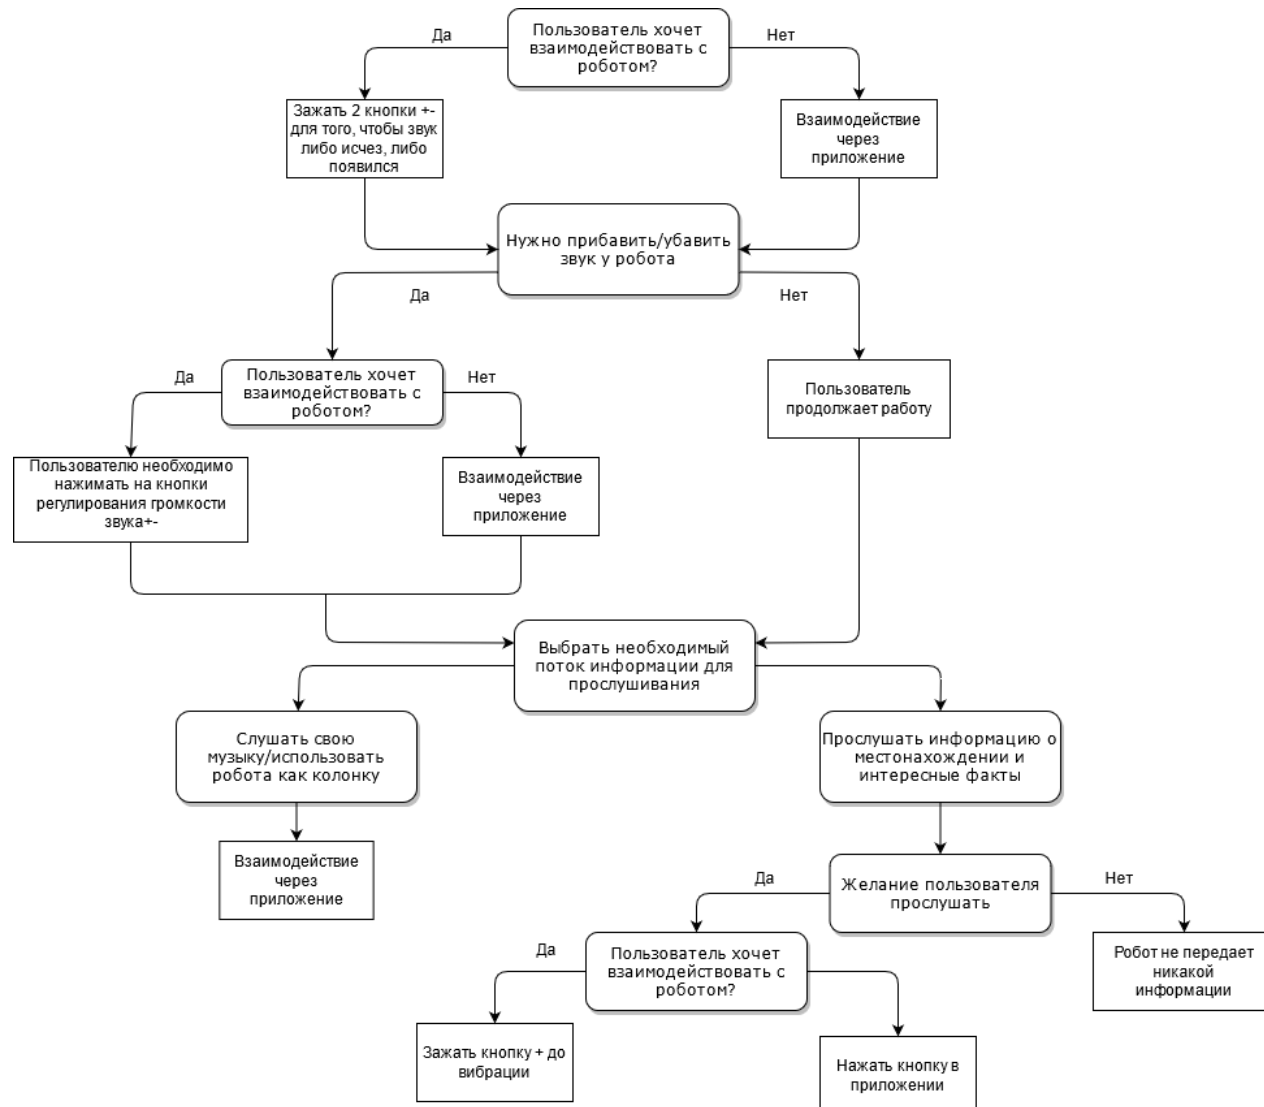 Пользователь хочет
взаимодействовать с
роботом?
Да
Нет
Зажать 2 кнопки +-
для того, чтобы звук
либо исчез, либо
появился
Взаимодействие
через
приложение
Нужно прибавить/убавить
звук у робота
Да
Нет
Пользователь хочет
взаимодействовать с
роботом?
Да
Нет
Пользователь
продолжает работу
Пользователю необходимо
нажимать на кнопки
регулирования громкости
звука+-
Взаимодействие
через
приложение
Выбрать необходимый
поток информации для
прослушивания
Слушать свою
музыку/использовать
робота как колонку
Прослушать информацию о
местонахождении и
интересные факты
Взаимодействие
через
приложение
Желание пользователя
прослушать
Да
Нет
Пользователь хочет
взаимодействовать с
роботом?
Да
Робот не передает
никакой
информации
Зажать кнопку + до
вибрации
Нажать кнопку в
приложении